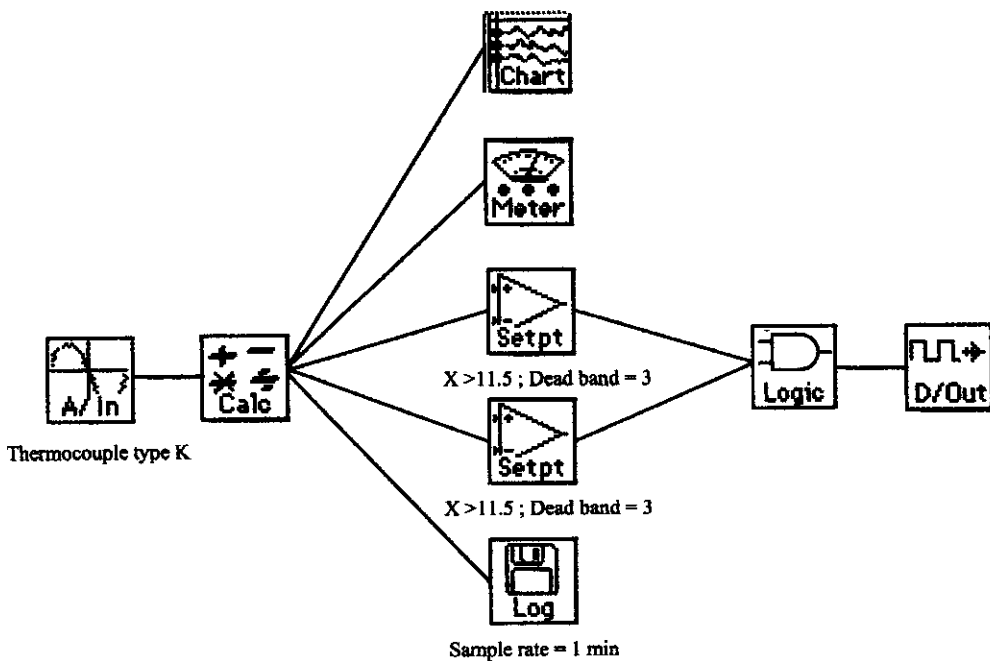 Chart
Meter
Setpt
X >11.5 ; Dead band = 3
A/ In
Calc
Logic
D/Out
Thermocouple type K
Setpt
X >11.5 ; Dead band = 3
Log
Sample rate = 1 min